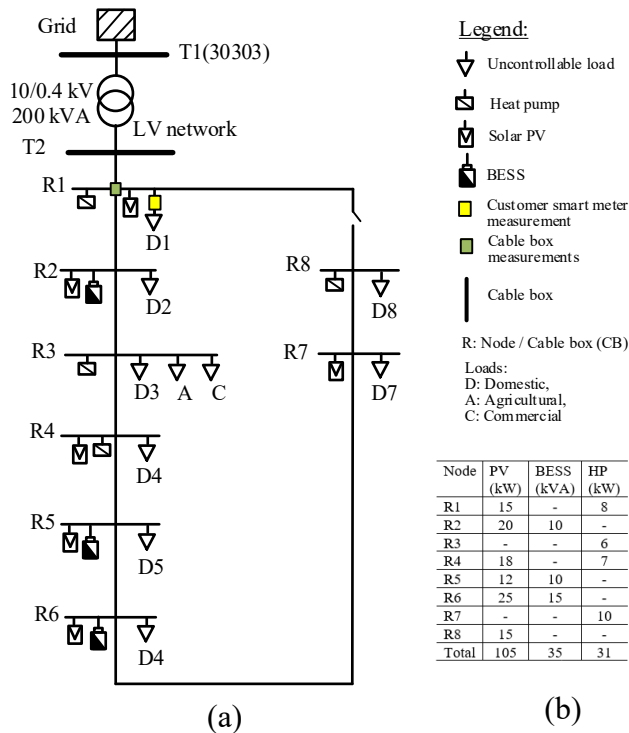 Grid
T1(30303)
10/0.4 kV
200 kVA
LV network
T2
R1
D1
R2
D2
R8
D8
R3
D3 A C
R7
D7
R4
D4
R5
D5
R6
D4
(a)
Legend:
Uncontrollable load
Heat pump
Solar PV
BESS
Customer smart meter
measurement
Cable box
measurements
Cable box
R: Node / Cable box (CB)
Loads:
D: Domestic,
A: Agricultural,
C: Commercial
Node PV BESS HP
(kW) (kVA) (kW)
R1 15 - 8
R2 20 10 -
R3 - - 6
R4 18 - 7
R5 12 10 -
R6 25 15 -
R7 - - 10
R8 15 - -
Total 105 35 31
(b)